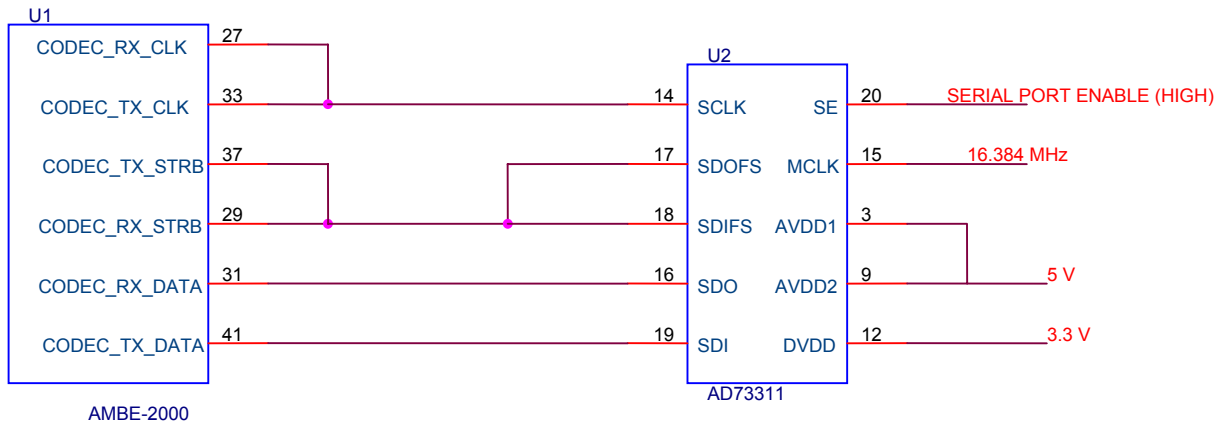 U1
CODEC_RX_CLK 27
CODEC_TX_CLK 33
CODEC_TX_STRB 37
CODEC_RX_STRB 29
CODEC_RX_DATA 31
CODEC_TX_DATA 41
AMBE-2000
U2
14 SCLK SE 20 SERIAL PORT ENABLE (HIGH)
17 SDOFS MCLK 15 16.384 MHz
18 SDIFS AVDD1 3
16 SDO AVDD2 9 5 V
19 SDI DVDD 12 3.3 V
AD73311